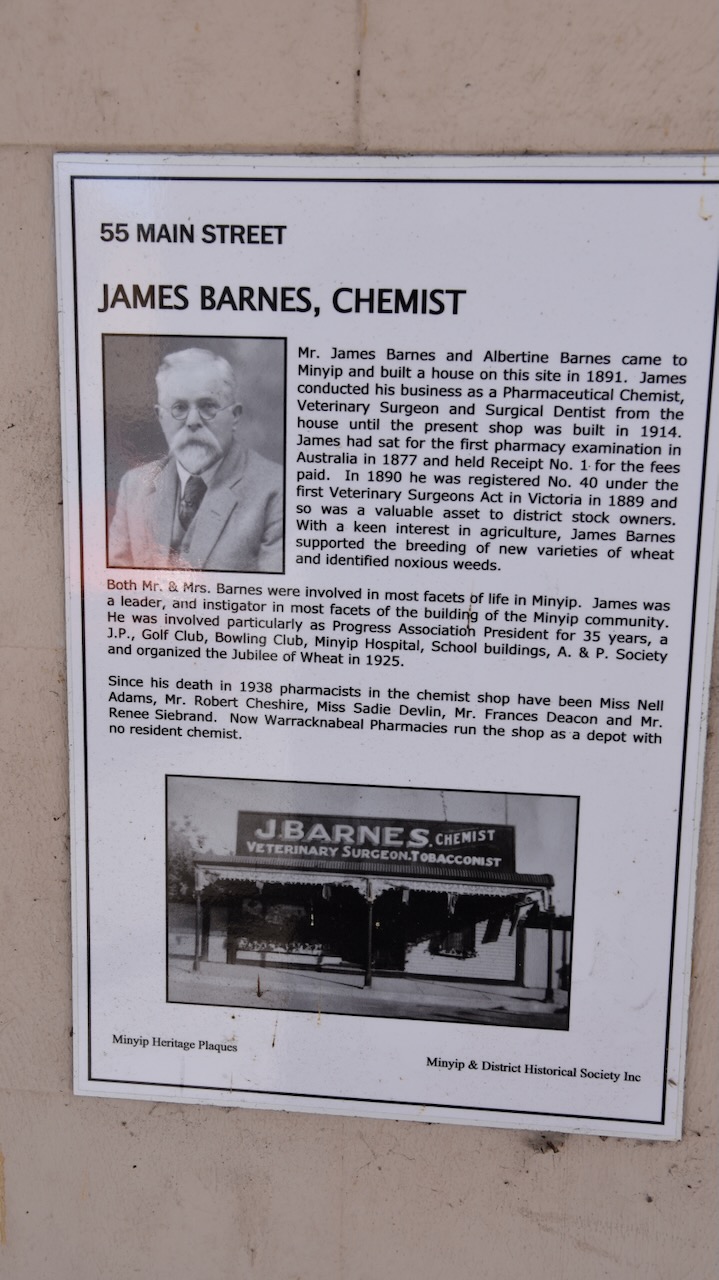 55 MAIN STREET
JAMES BARNES, CHEMIST
Mr. James Barnes and Albertine Barnes came to
Minyip and built a house on this site in 1891. James
conducted his business as a Pharmaceutical Chemist,
Veterinary Surgeon and Surgical Dentist from the
house until the present shop was built in 1914.
James had sat for the first pharmacy examination in
Australia in 1877 and held Receipt No. 1 for the fees
paid. In 1890 he was registered No. 40 under the
first Veterinary Surgeons Act in Victoria in 1889 and
so was a valuable asset to district stock owners.
With a keen interest in agriculture, James Barnes
supported the breeding of new varieties of wheat
and identified noxious weeds.
Both Mr. & Mrs. Barnes were involved in most facets of life in Minyip. James was
a leader, and instigator in most facets of the building of the Minyip community.
He was involved particularly as Progress Association President for 35 years, a
J.P., Golf Club, Bowling Club, Minyip Hospital, School buildings, A. & P. Society
and organized the Jubilee of Wheat in 1925.
Since his death in 1938 pharmacists in the chemist shop have been Miss Nell
Adams, Mr. Robert Cheshire, Miss Sadie Devlin, Mr. Frances Deacon and Mr.
Renee Siebrand. Now Warracknabeal Pharmacies run the shop as a depot with
no resident chemist.
J. BARNES. CHEMIST
VETERINARY SURGEON. TOBACCONIST
Minyip Heritage Plaques
Minyip & District Historical Society Inc